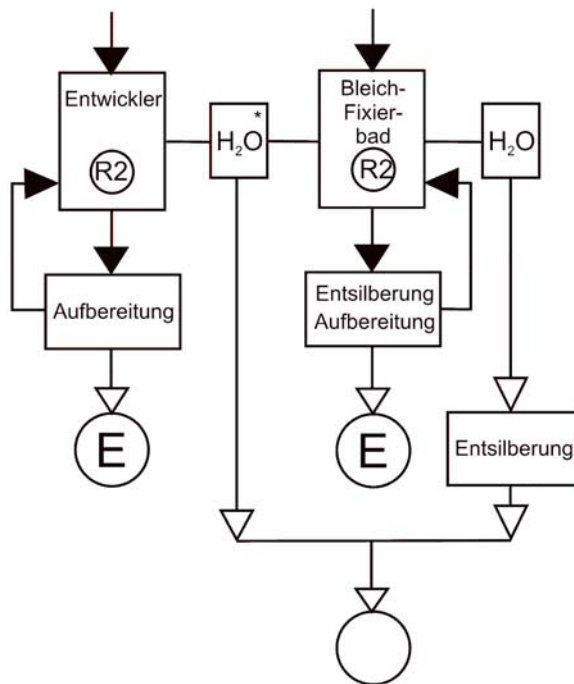 Entwickler
R2
H₂O*
Bleich-
Fixier-
bad
R2
H₂O
Aufbereitung
Entsilberung
Aufbereitung
E
E
Entsilberung